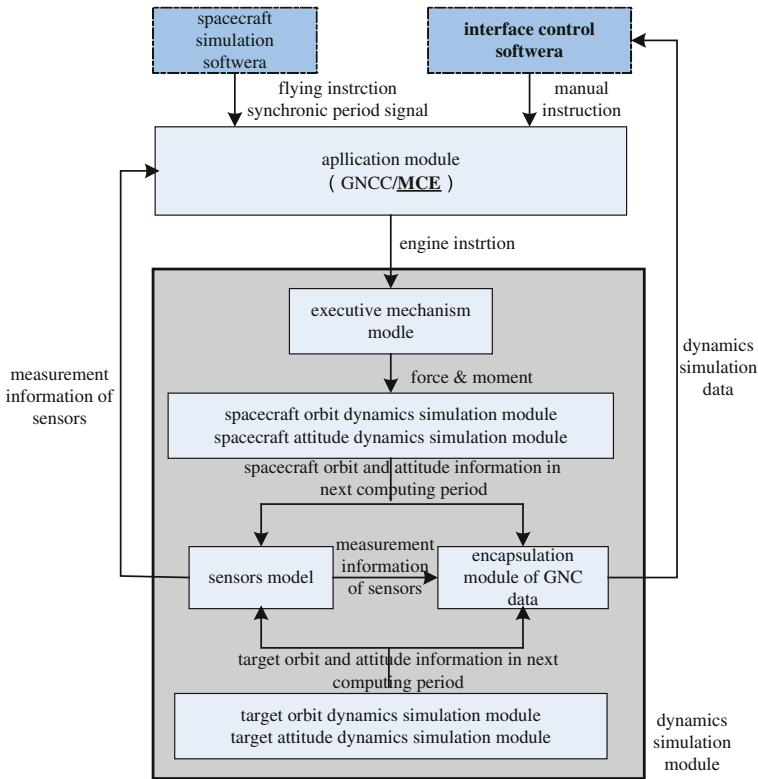 spacecraft
simulation
softwera
interface control
softwera
flying instrction
synchronic period signal
manual
instruction
apllication module
( GNCC/MCE )
engine instrtion
executive mechanism
modle
force & moment
spacecraft orbit dynamics simulation module
spacecraft attitude dynamics simulation module
spacecraft orbit and attitude information in
next computing period
measurement
information of
sensors
dynamics
simulation
data
sensors model
measurement
information
of sensors
encapsulation
module of GNC
data
target orbit and attitude information in next
computing period
target orbit dynamics simulation module
target attitude dynamics simulation module
dynamics
simulation
module